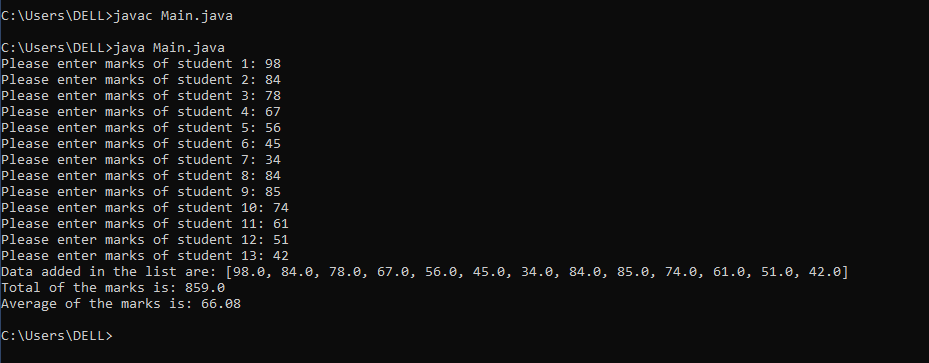 C:\Users\DELL>javac Main.java
C:\Users\DELL>java Main.java
Please enter marks of student 1: 98
Please enter marks of student 2: 84
Please enter marks of student 3: 78
Please enter marks of student 4: 67
Please enter marks of student 5: 56
Please enter marks of student 6: 45
Please enter marks of student 7: 34
Please enter marks of student 8: 84
Please enter marks of student 9: 85
Please enter marks of student 10: 74
Please enter marks of student 11: 61
Please enter marks of student 12: 51
Please enter marks of student 13: 42
Data added in the list are: [98.0, 84.0, 78.0, 67.0, 56.0, 45.0, 34.0, 84.0, 85.0, 74.0, 61.0, 51.0, 42.0]
Total of the marks is: 859.0
Average of the marks is: 66.08
C:\Users\DELL>